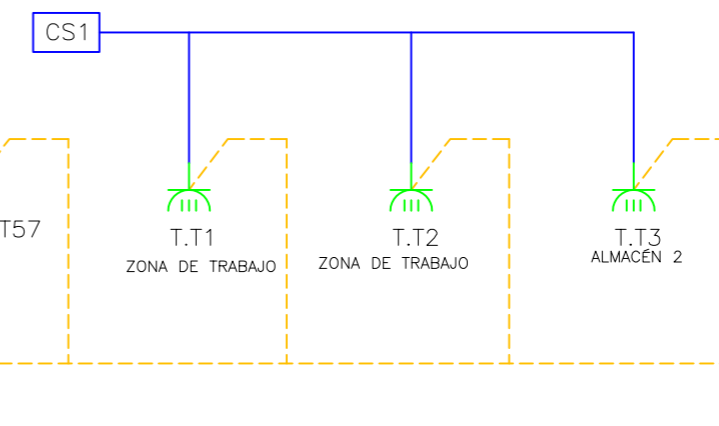 CS1
T57
T.T1
ZONA DE TRABAJO
T.T2
ZONA DE TRABAJO
T.T3
ALMACÉN 2